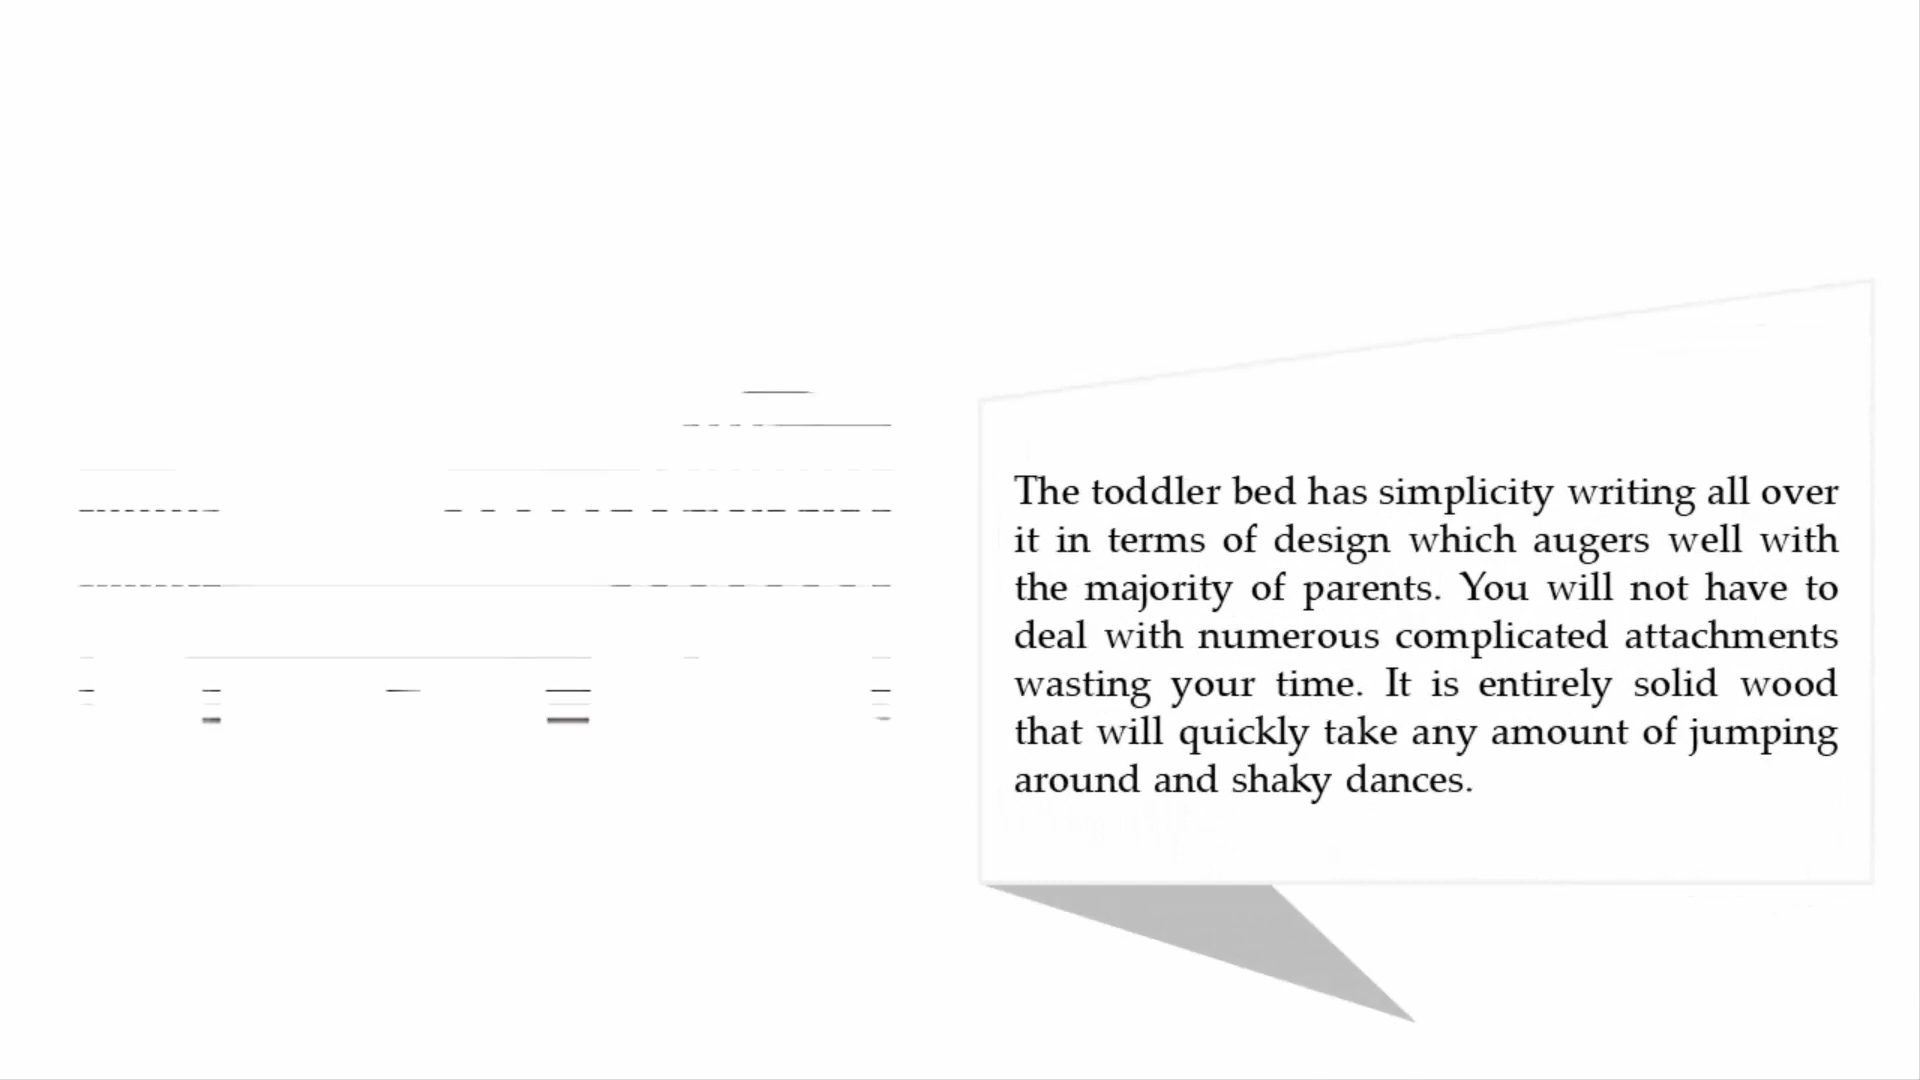 The toddler bed has simplicity writing all over
it in terms of design which augers well with
the majority of parents. You will not have to
deal with numerous complicated attachments
wasting your time. It is entirely solid wood
that will quickly take any amount of jumping
around and shaky dances.